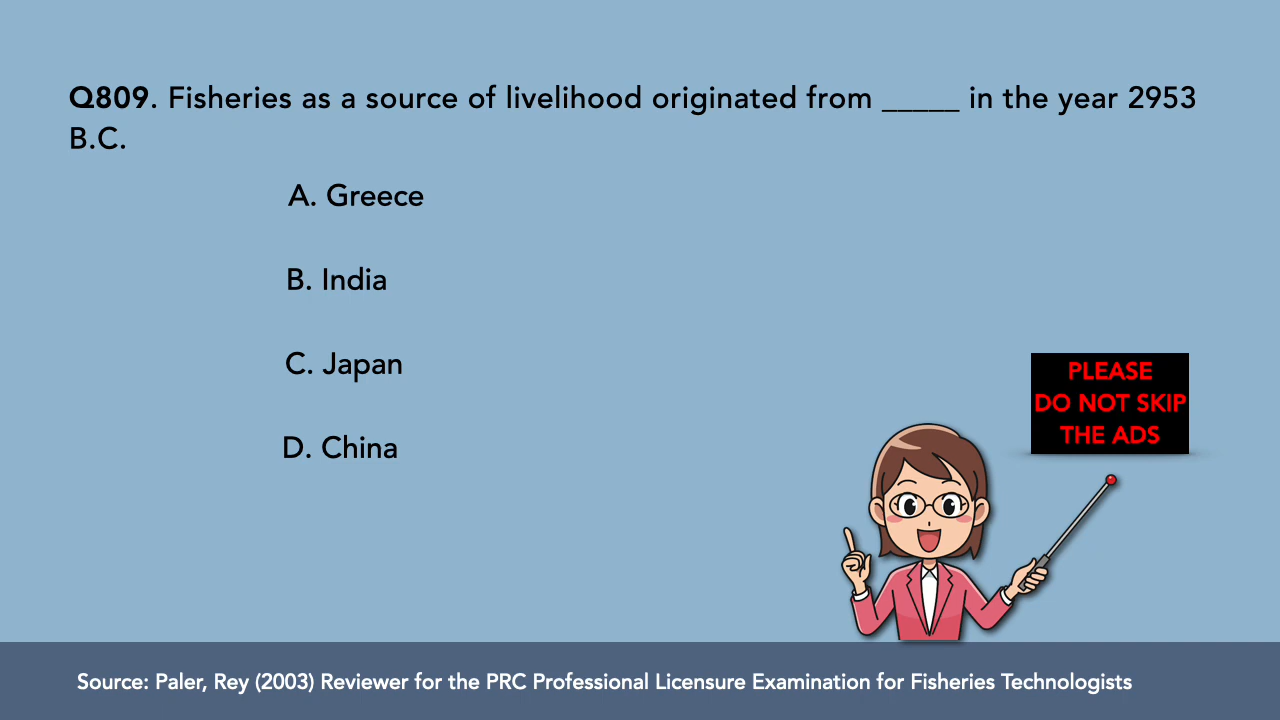 Q809. Fisheries as a source of livelihood originated from _____ in the year 2953
B.C.
A. Greece
B. India
C. Japan
D. China
PLEASE
DO NOT SKIP
THE ADS
Source: Paler, Rey (2003) Reviewer for the PRC Professional Licensure Examination for Fisheries Technologists